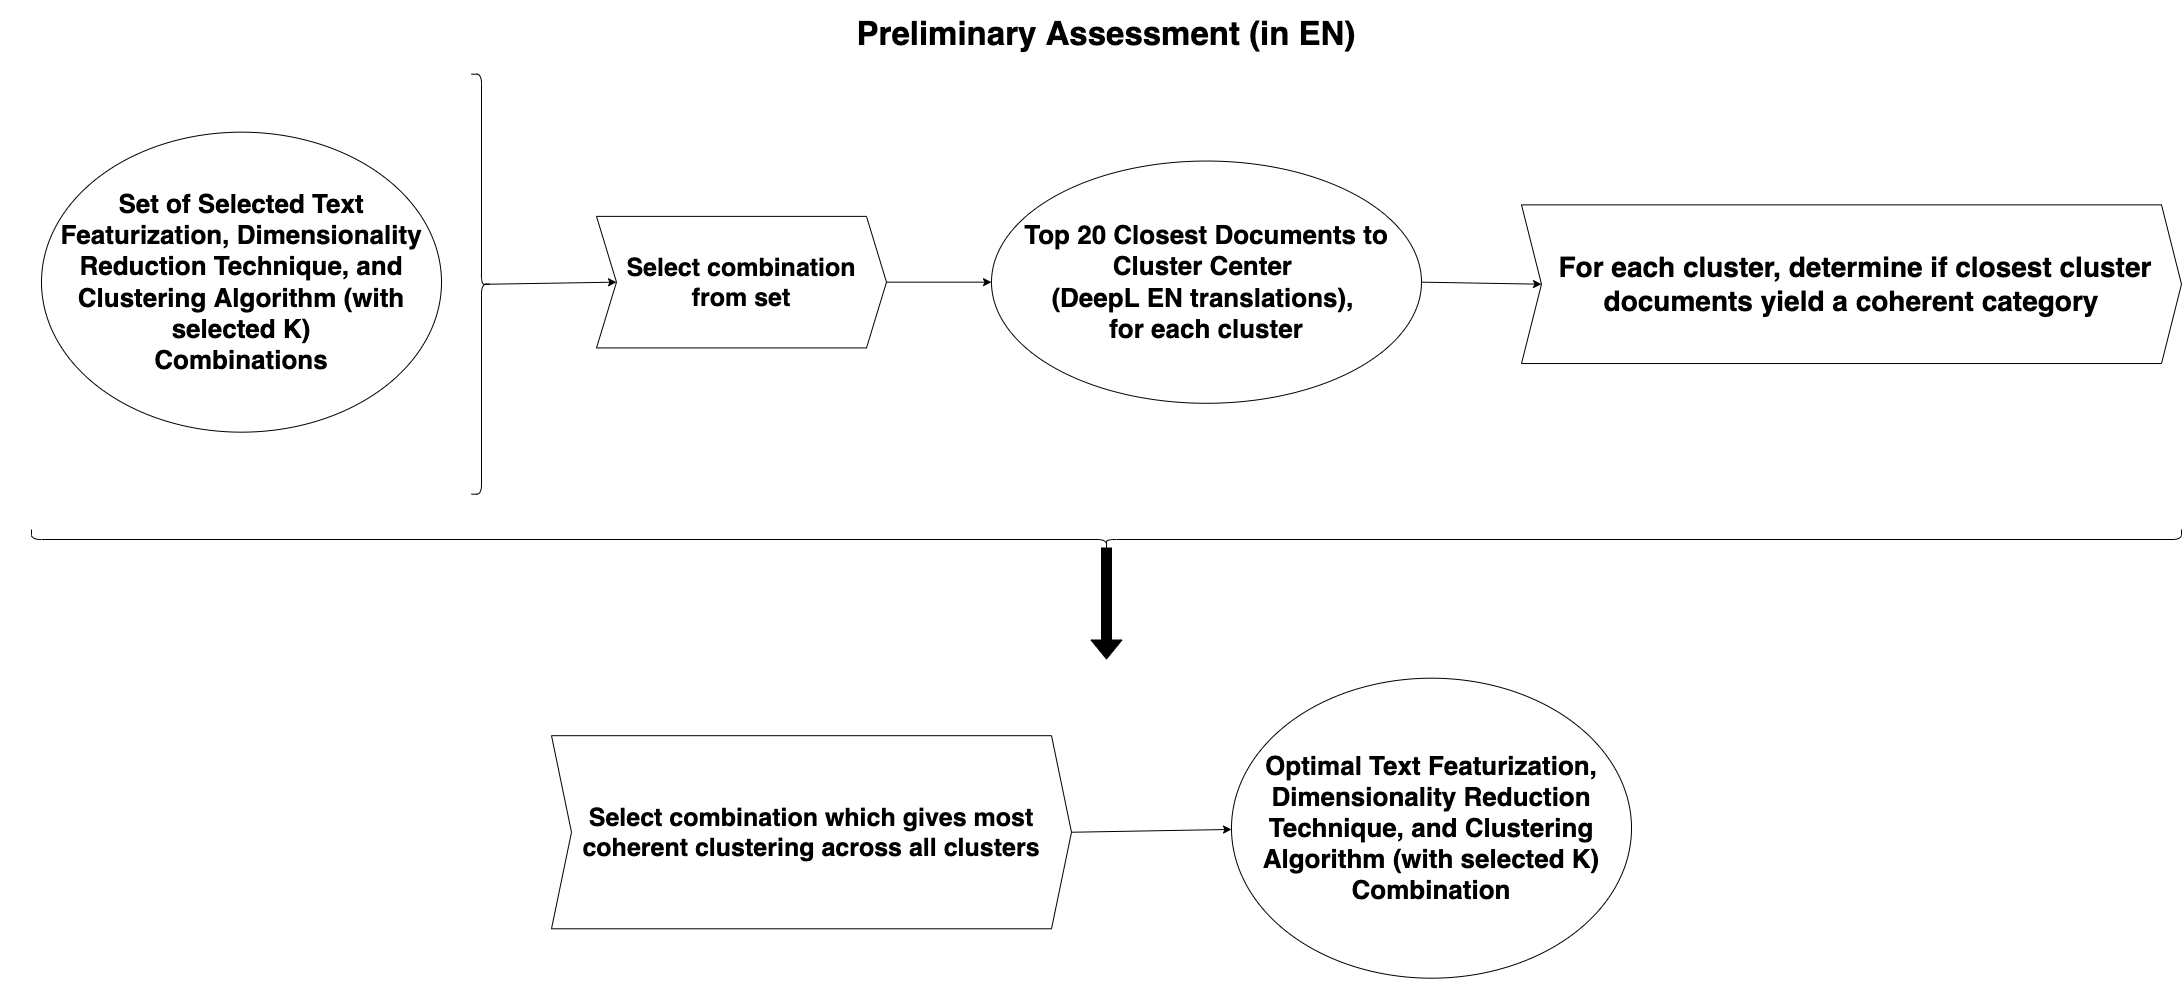 Preliminary Assessment (in EN)
Set of Selected Text
Featurization, Dimensionality
Reduction Technique, and
Clustering Algorithm (with
selected K)
Combinations
Select combination
from set
Top 20 Closest Documents to
Cluster Center
(DeepL EN translations),
for each cluster
For each cluster, determine if closest cluster
documents yield a coherent category
Select combination which gives most
coherent clustering across all clusters
Optimal Text Featurization,
Dimensionality Reduction
Technique, and Clustering
Algorithm (with selected K)
Combination